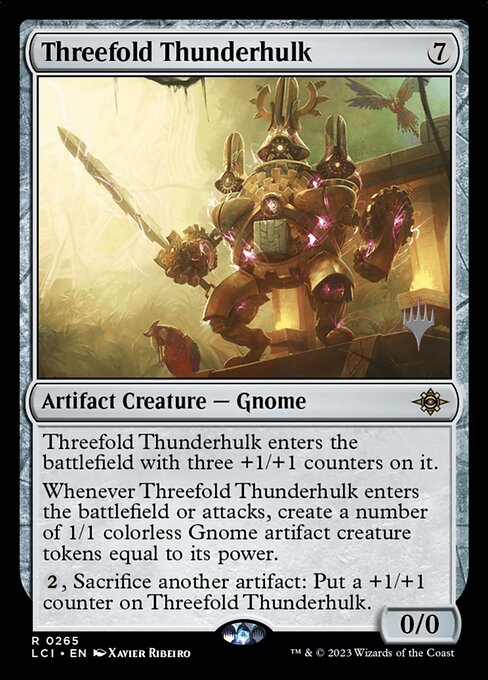 Threefold Thunderhulk 7
Artifact Creature — Gnome
Threefold Thunderhulk enters the
battlefield with three +1/+1 counters on it.
Whenever Threefold Thunderhulk enters
the battlefield or attacks, create a number
of 1/1 colorless Gnome artifact creature
tokens equal to its power.
2, Sacrifice another artifact: Put a +1/+1
counter on Threefold Thunderhulk.
0/0
R 0265
LCI • EN Xavier Ribeiro ™ & © 2023 Wizards of the Coast